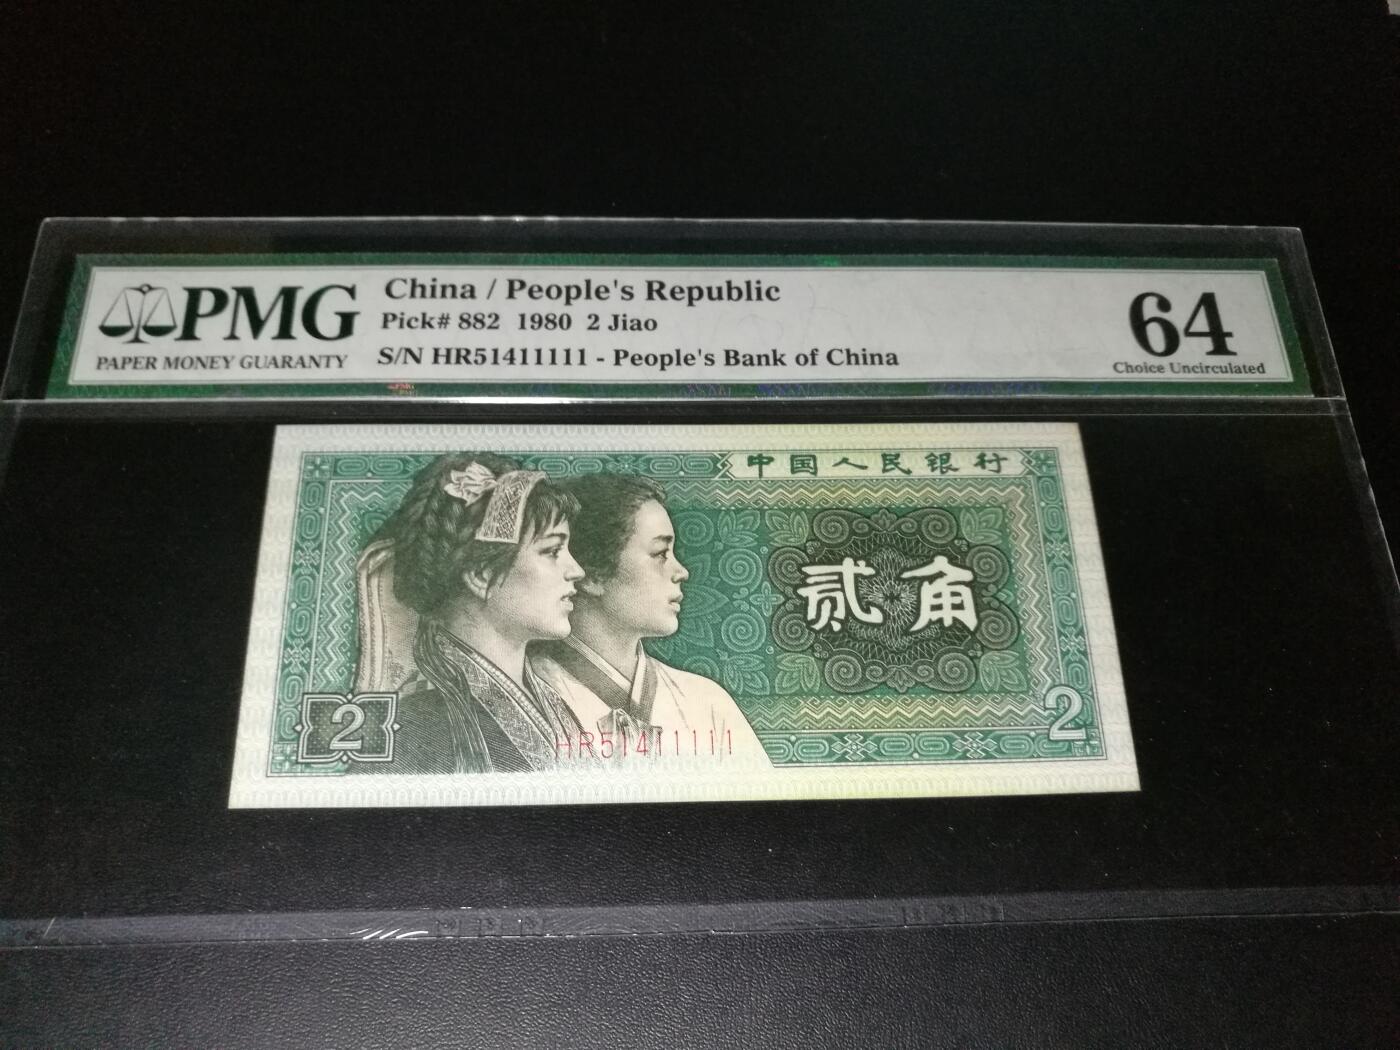 PMG
PAPER MONEY GUARANTY
China / People's Republic
Pick# 882 1980 2 Jiao
S/N HR51411111 - People's Bank of China
64
Choice Uncirculated
中国人民银行
贰角
2
2
HR51411111